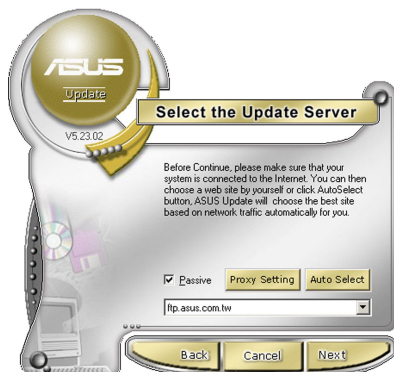 ASUS
Update
V5.23.02
Select the Update Server
Before Continue, please make sure that your
system is connected to the Internet. You can then
choose a web site by yourself or click AutoSelect
button, ASUS Update will choose the best site
based on network traffic automatically for you.
Passive
Proxy Setting
Auto Select
ftp.asus.com.tw
Back
Cancel
Next